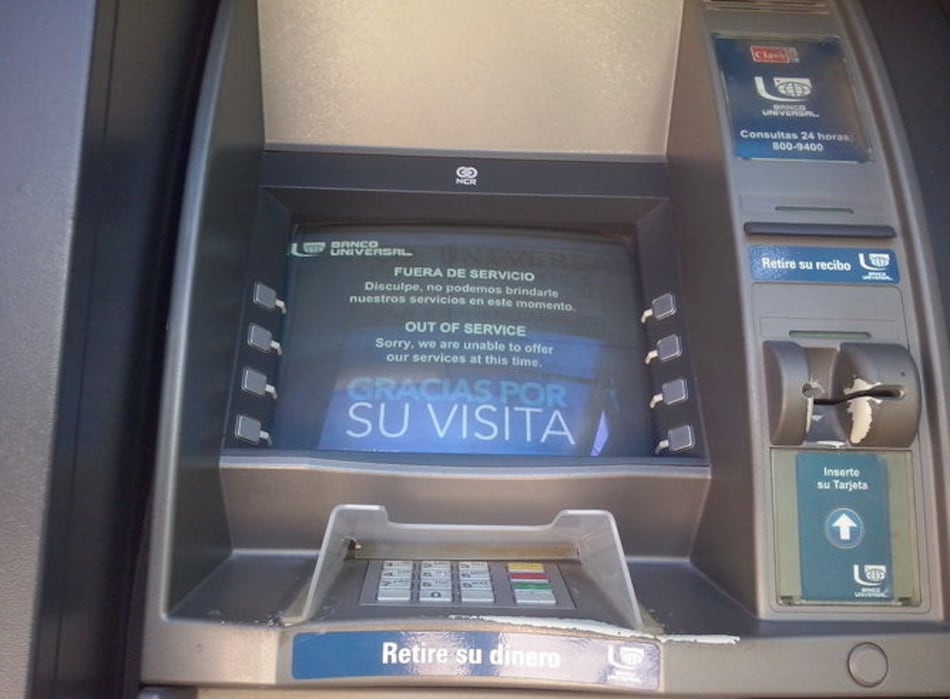 Clave
BANCO
UNIVERSAL
Consultas 24 horas:
800-9400
NCR
BANCO
UNIVERSAL
FUERA DE SERVICIO
Disculpe, no podemos brindarle
nuestros servicios en este momento.
OUT OF SERVICE
Sorry, we are unable to offer
our services at this time.
GRACIAS POR
SU VISITA
Retire su recibo
BANCO
UNIVERSAL
Inserte
su Tarjeta
BANCO
UNIVERSAL
Retire su dinero
BANCO
UNIVERSAL